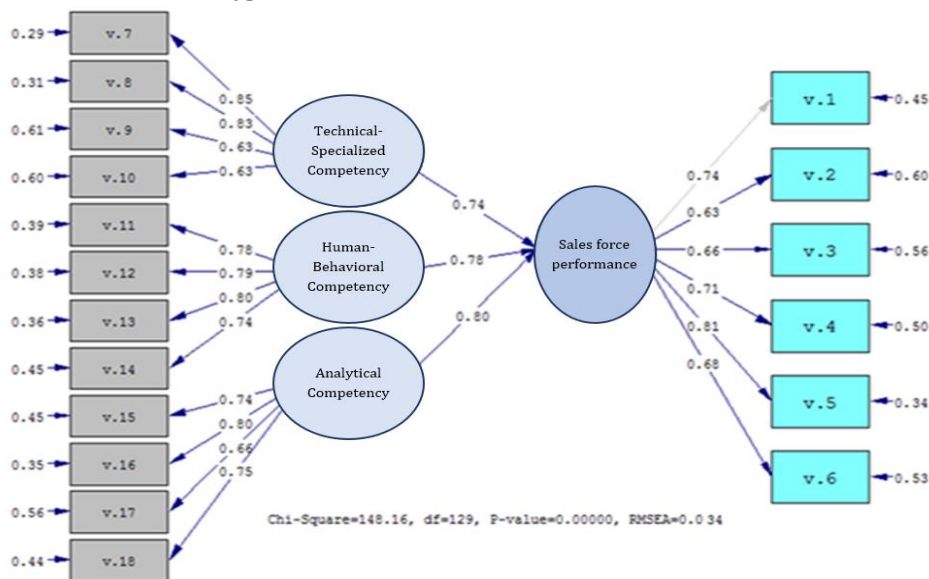 0.29
v.7
0.31
v.8
0.61
v.9
0.60
v.10
0.39
v.11
0.38
v.12
0.36
v.13
0.45
v.14
0.45
v.15
0.35
v.16
0.56
v.17
0.44
v.18
0.85
0.83
0.63
0.63
0.78
0.79
0.80
0.74
0.74
0.80
0.66
0.75
Technical-
Specialized
Competency
Human-
Behavioral
Competency
Analytical
Competency
0.74
0.78
0.80
Sales force
performance
0.74
0.63
0.66
0.71
0.81
0.68
v.1
0.45
v.2
0.60
v.3
0.56
v.4
0.50
v.5
0.34
v.6
0.53
Chi-Square=148.16, df=129, P-value=0.00000, RMSEA=0.034